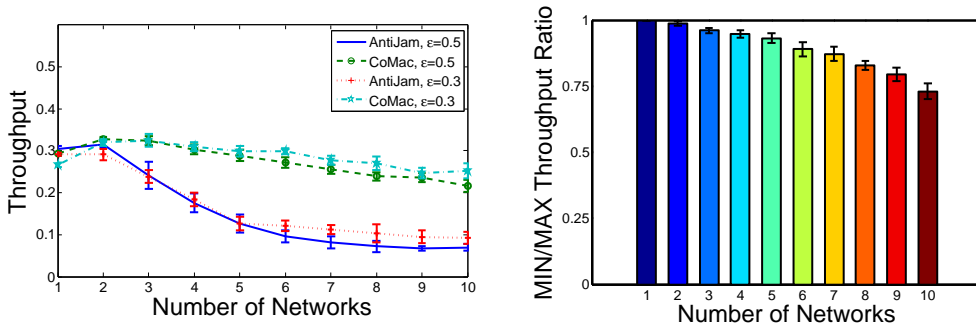 AntiJam, ε=0.5
CoMac, ε=0.5
AntiJam, ε=0.3
CoMac, ε=0.3
Throughput
0.5
0.4
0.3
0.2
0.1
0
1 2 3 4 5 6 7 8 9 10
Number of Networks
MIN/MAX Throughput Ratio
1
0.75
0.5
0.25
0
1 2 3 4 5 6 7 8 9 10
Number of Networks